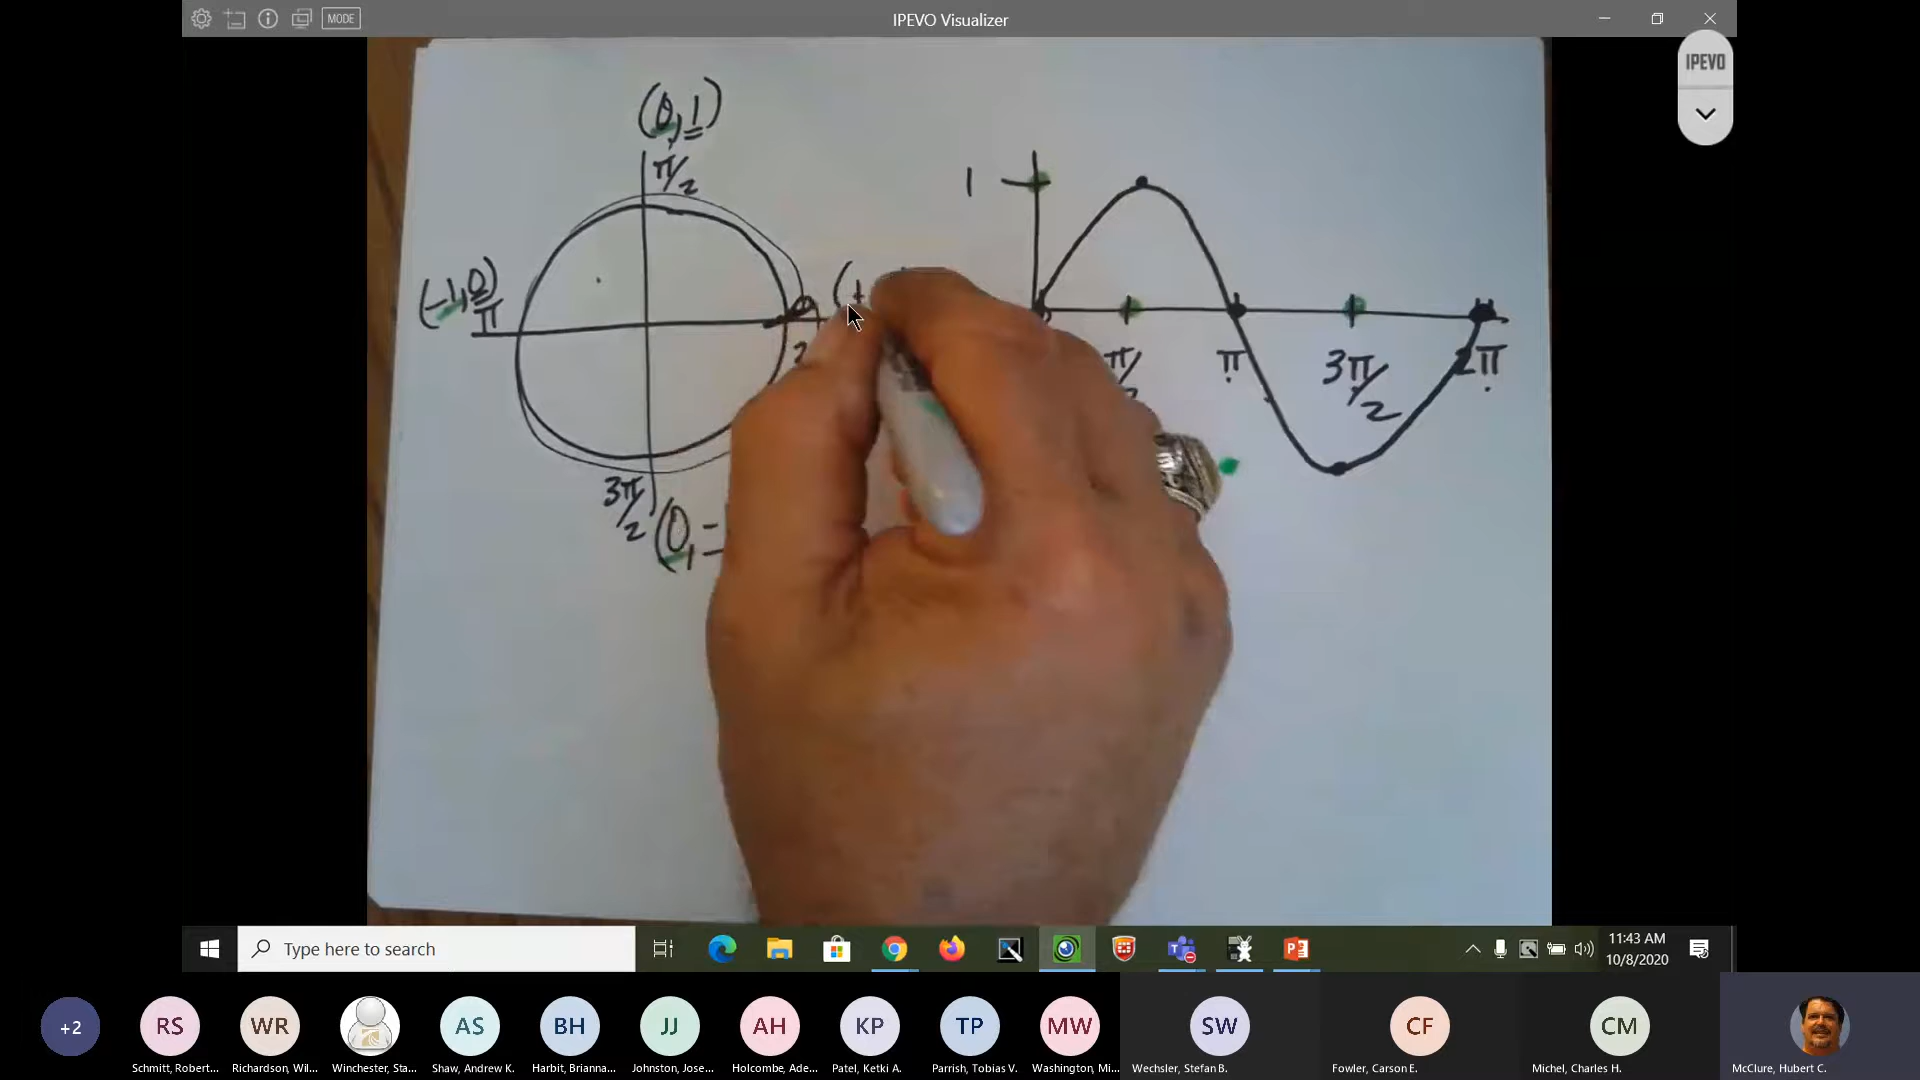 MODE
IPEVO Visualizer
IPEVO
(0,1)
π/2
(-1,0)
π
(1
2
3π/2
(0,-
1
π/2
π
3π/2
2π
Type here to search
11:43 AM
10/8/2020
+2
RS
WR
AS
BH
JJ
AH
KP
TP
MW
SW
CF
CM
Schmitt, Robert...
Richardson, Wil...
Winchester, Sta...
Shaw, Andrew K.
Harbit, Brianna...
Johnston, Jose...
Holcombe, Ade...
Patel, Ketki A.
Parrish, Tobias V.
Washington, Mi...
Wechsler, Stefan B.
Fowler, Carson E.
Michel, Charles H.
McClure, Hubert C.